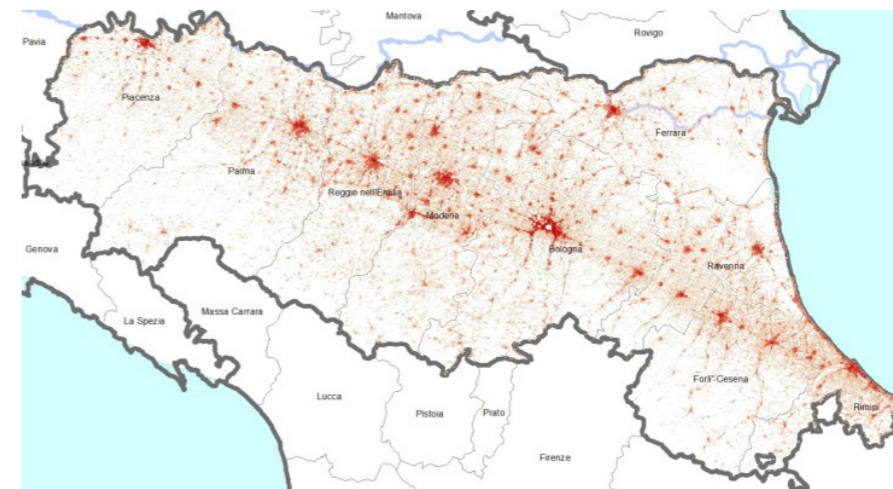 Mantova
Rovigo
Pavia
Piacenza
Ferrara
Parma
Reggio nell'Emilia
Modena
Genova
Bologna
Ravenna
Massa Carrara
La Spezia
Forli'-Cesena
Lucca
Pistoia
Prato
Rimini
Firenze